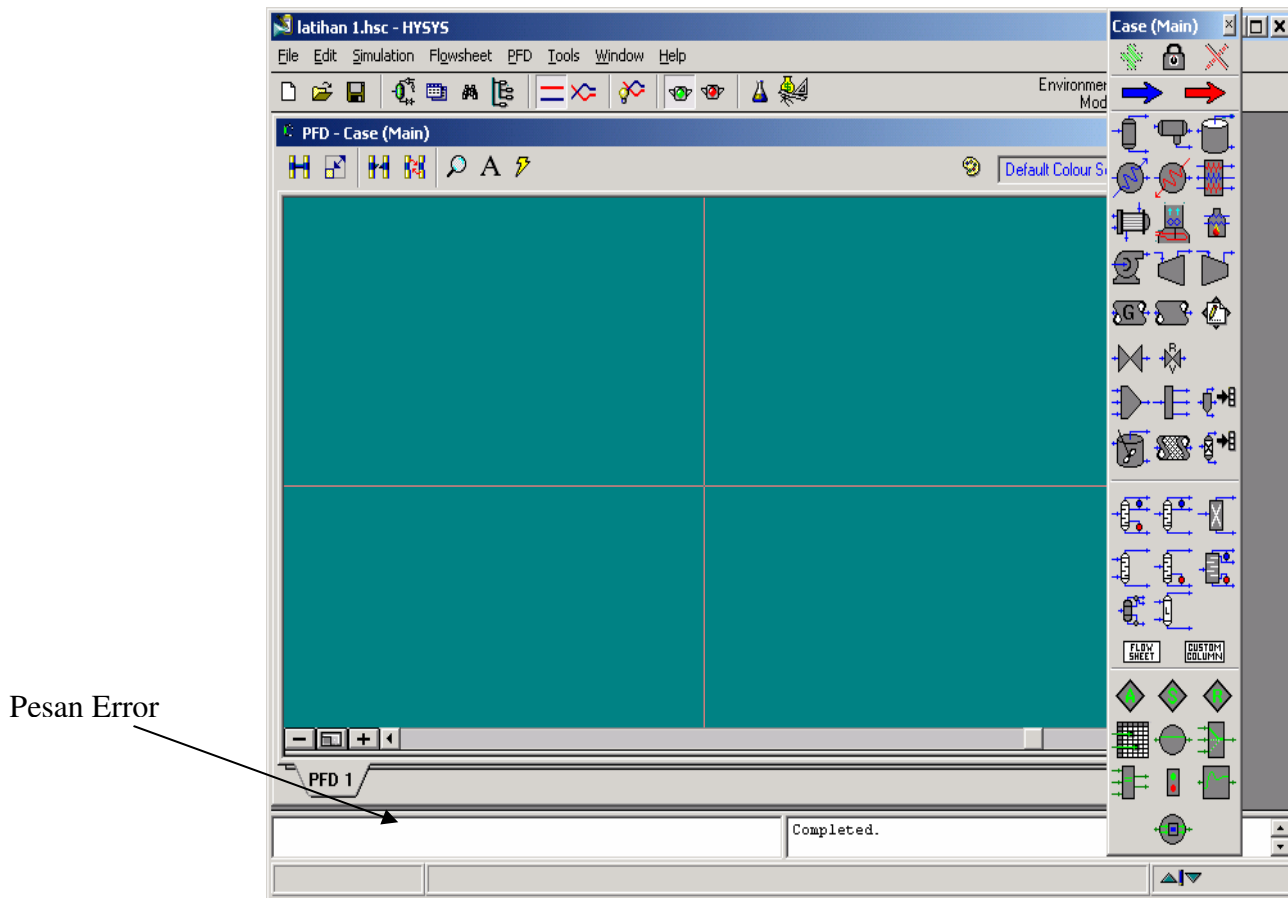 latihan 1.hsc - HYSYS
Case (Main)
File Edit Simulation Flowsheet PFD Tools Window Help
Environmen
Mod
PFD - Case (Main)
A
Default Colour S
G
R
L
FLOW
SHEET
CUSTOM
COLUMN
A S R
Pesan Error
PFD 1
Completed.